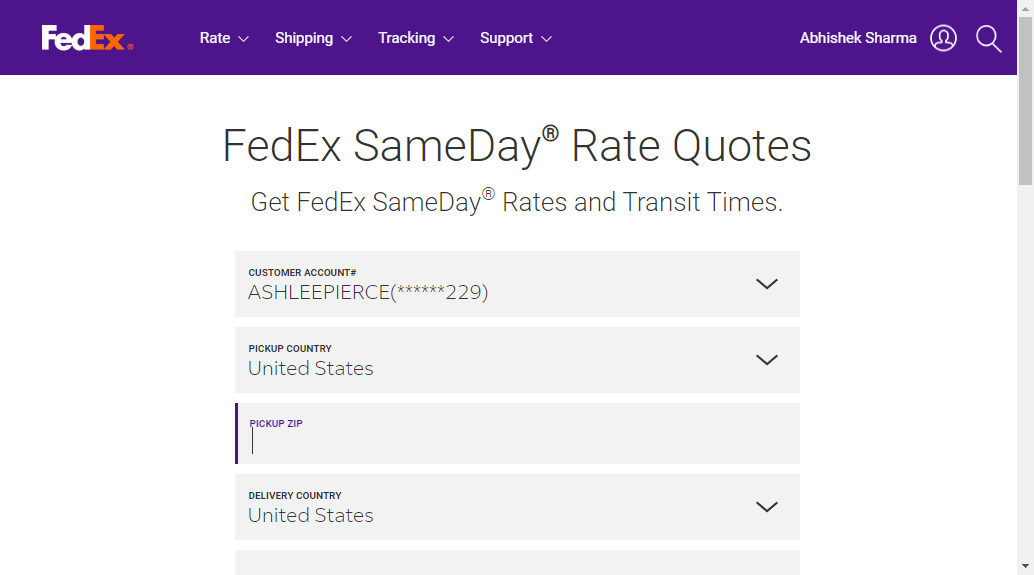 FedEx®
Rate Shipping Tracking Support Abhishek Sharma
FedEx SameDay® Rate Quotes
Get FedEx SameDay® Rates and Transit Times.
CUSTOMER ACCOUNT#
ASHLEEPIERCE(******229)
PICKUP COUNTRY
United States
PICKUP ZIP
DELIVERY COUNTRY
United States